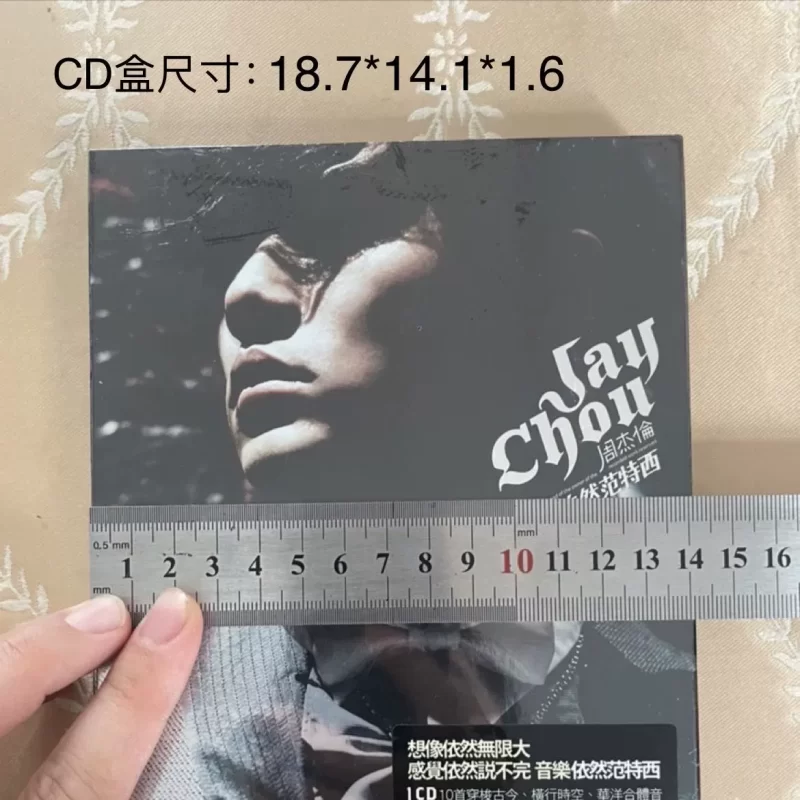 CD盒尺寸: 18.7*14.1*1.6
Jay
Chou
周杰倫
依然范特西
0.5 mm
mm
1 2 3 4 5 6 7 8 9 10 11 12 13 14 15 16
mm
想像依然無限大
感覺依然説不完 音樂依然范特西
1CD 10首穿梭古今、橫行時空、華洋合體音